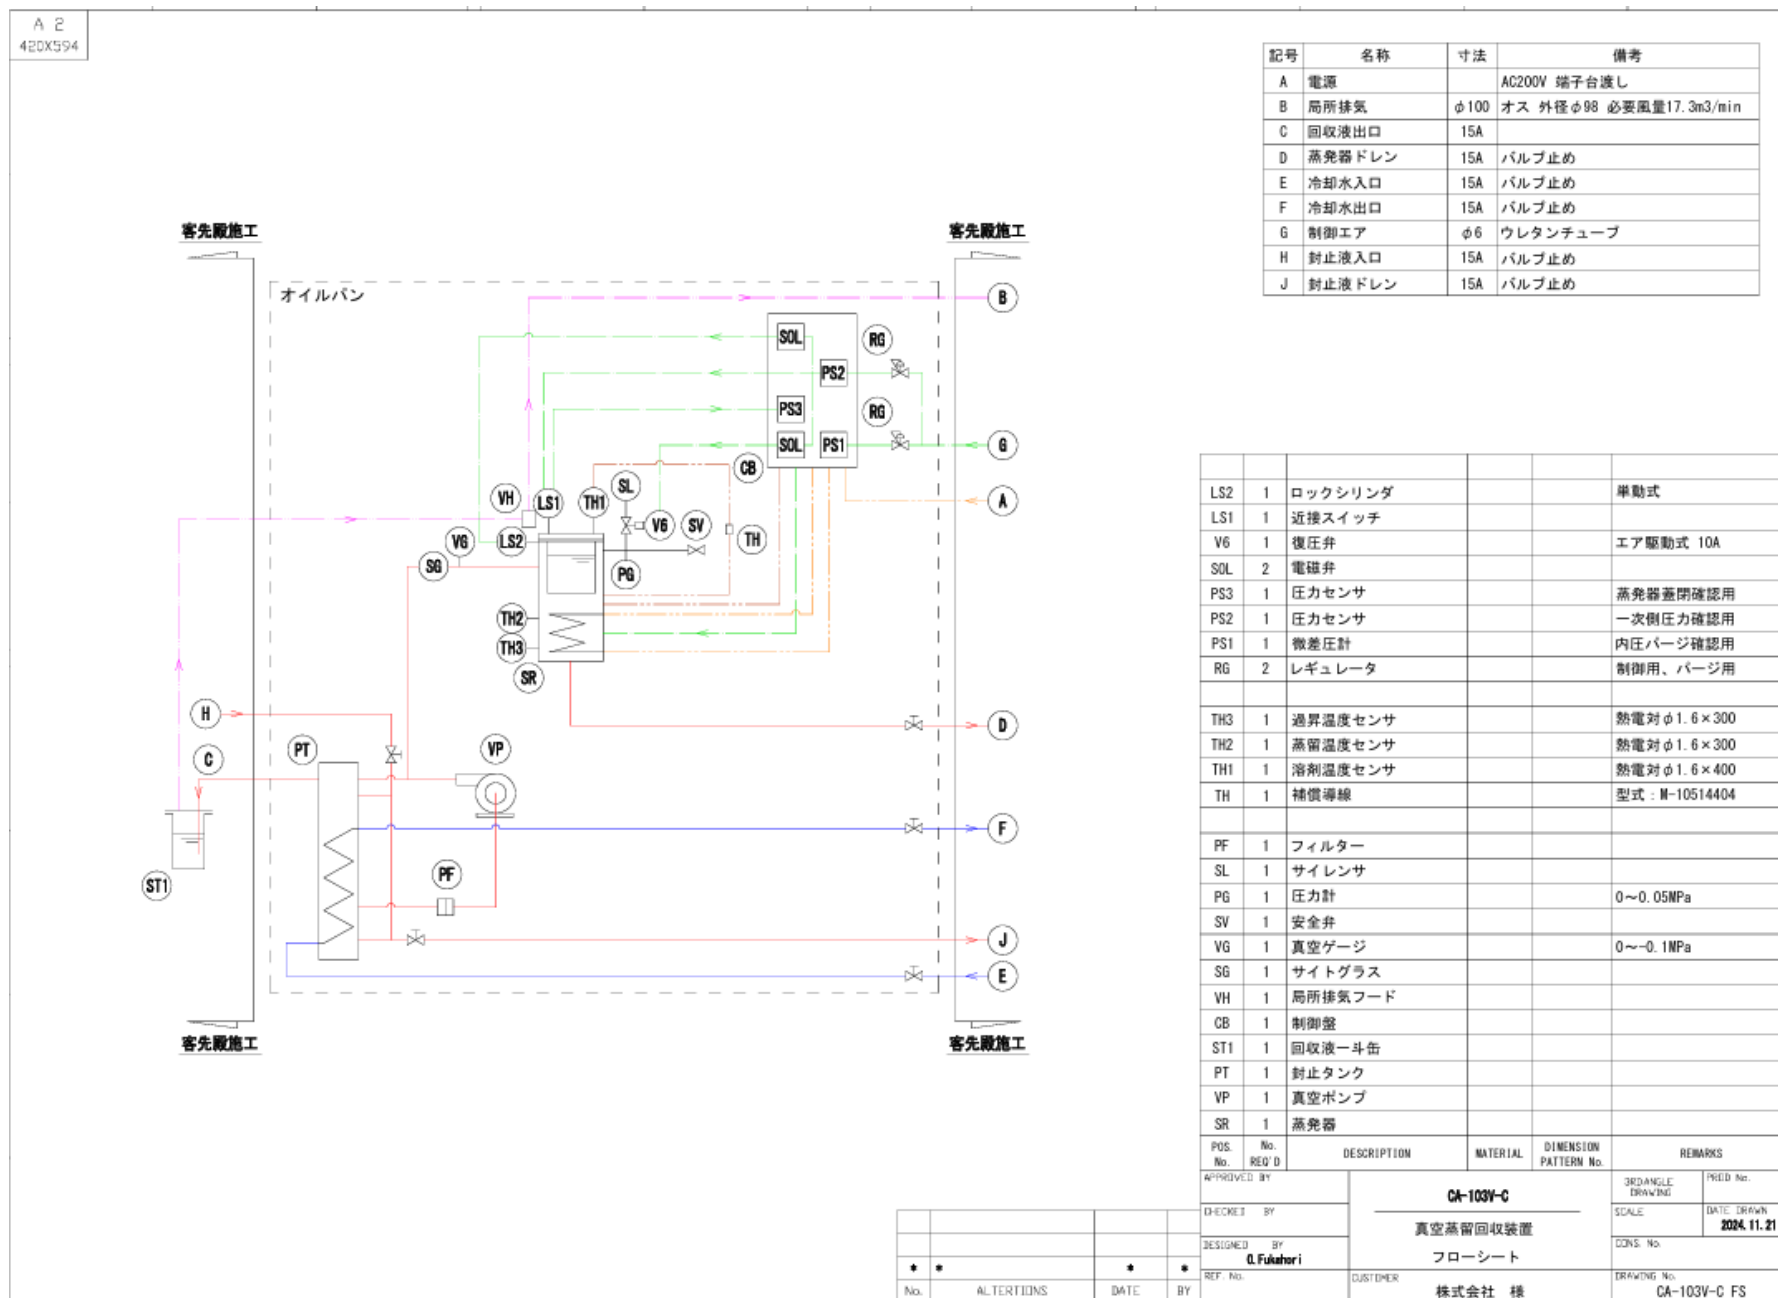 A 2
420X594
記号 名称 寸法 備考
A 電源 AC200V 端子台渡し
B 局所排気 φ100 オス 外径φ98 必要風量17.3m3/min
C 回収液出口 15A
D 蒸発器ドレン 15A バルブ止め
E 冷却水入口 15A バルブ止め
F 冷却水出口 15A バルブ止め
G 制御エア φ6 ウレタンチューブ
H 封止液入口 15A バルブ止め
J 封止液ドレン 15A バルブ止め
客先殿施工 客先殿施工
オイルパン
B
SOL RG
PS2
PS3 RG
SOL PS1 G
CB
VH LS1 TH1 SL A
V6 SV
VG LS2 TH
SG PG
TH2
TH3
SR
H D
C PT VP
F
PF
ST1
J
E
客先殿施工 客先殿施工
LS2 1 ロックシリンダ 単動式
LS1 1 近接スイッチ
V6 1 復圧弁 エア駆動式 10A
SOL 2 電磁弁
PS3 1 圧力センサ 蒸発器蓋閉確認用
PS2 1 圧力センサ 一次側圧力確認用
PS1 1 微差圧計 内圧パージ確認用
RG 2 レギュレータ 制御用、パージ用
TH3 1 過昇温度センサ 熱電対φ1.6×300
TH2 1 蒸留温度センサ 熱電対φ1.6×300
TH1 1 溶剤温度センサ 熱電対φ1.6×400
TH 1 補償導線 型式：M-10514404
PF 1 フィルター
SL 1 サイレンサ
PG 1 圧力計 0～0.05MPa
SV 1 安全弁
VG 1 真空ゲージ 0～-0.1MPa
SG 1 サイトグラス
VH 1 局所排気フード
CB 1 制御盤
ST1 1 回収液一斗缶
PT 1 封止タンク
VP 1 真空ポンプ
SR 1 蒸発器
POS. No. No. REQ'D DESCRIPTION MATERIAL DIMENSION PATTERN No. REMARKS
APPROVED BY
CHECKED BY
DESIGNED BY
O.Fukahori
REF. No.
CA-103V-C
真空蒸留回収装置
フローシート
CUSTOMER
株式会社 様
3RDANGLE DRAWING
PROD No.
SCALE
DATE DRAWN
2024.11.21
CONS. No.
DRAWING No.
CA-103V-C FS
* * * *
No. ALTERTIONS DATE BY